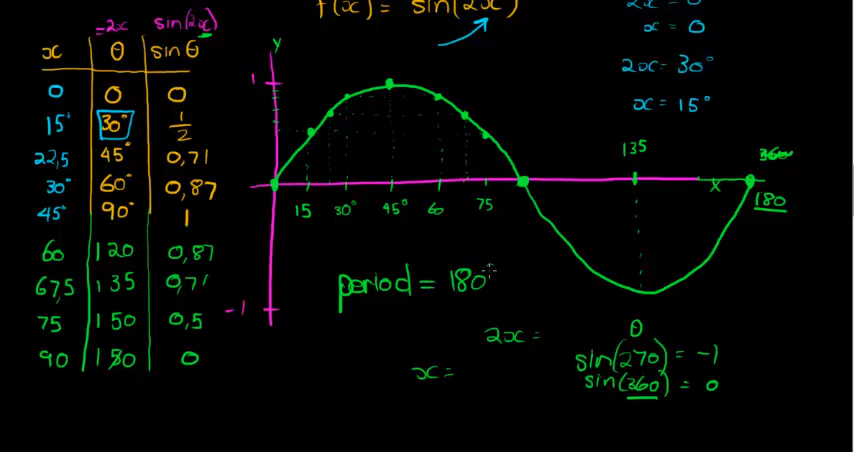 f(x) = sin(2x)
=2x sin(2x)
x θ sin θ
0 0 0
15° 30° 1/2
22,5 45° 0,71
30° 60° 0,87
45° 90° 1
60 120 0,87
67,5 135 0,71
75 150 0,5
90 180 0
y
1
15 30° 45° 60 75
135
x
360
180
-1
period = 180°
2x = 0
x = 0
2x = 30°
x = 15°
2x =
x =
θ
sin(270) = -1
sin(360) = 0